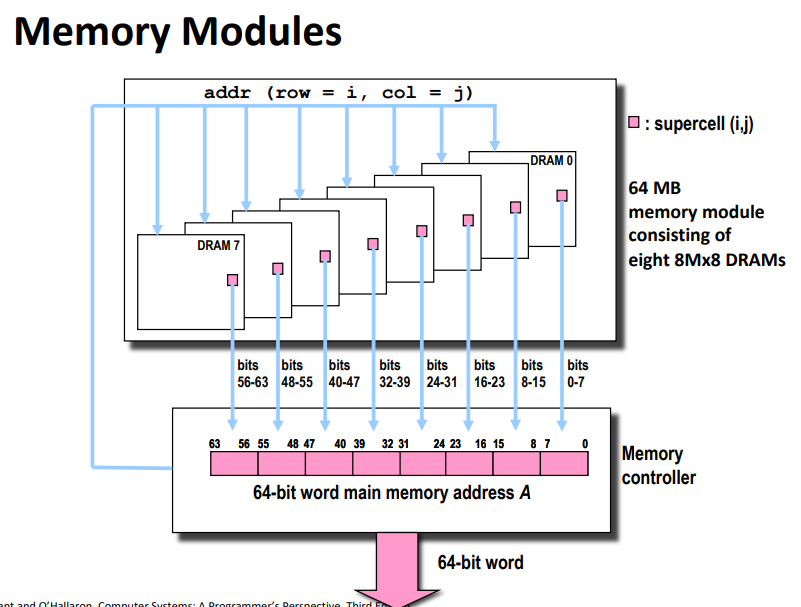 Memory Modules
addr (row = i, col = j)
: supercell (i,j)
DRAM 0
64 MB
memory module
consisting of
eight 8Mx8 DRAMs
DRAM 7
bits
56-63
bits
48-55
bits
40-47
bits
32-39
bits
24-31
bits
16-23
bits
8-15
bits
0-7
63 56 55 48 47 40 39 32 31 24 23 16 15 8 7 0
Memory
controller
64-bit word main memory address A
64-bit word
and O'Hallaron, Computer Systems: A Programmer's Perspective, Third